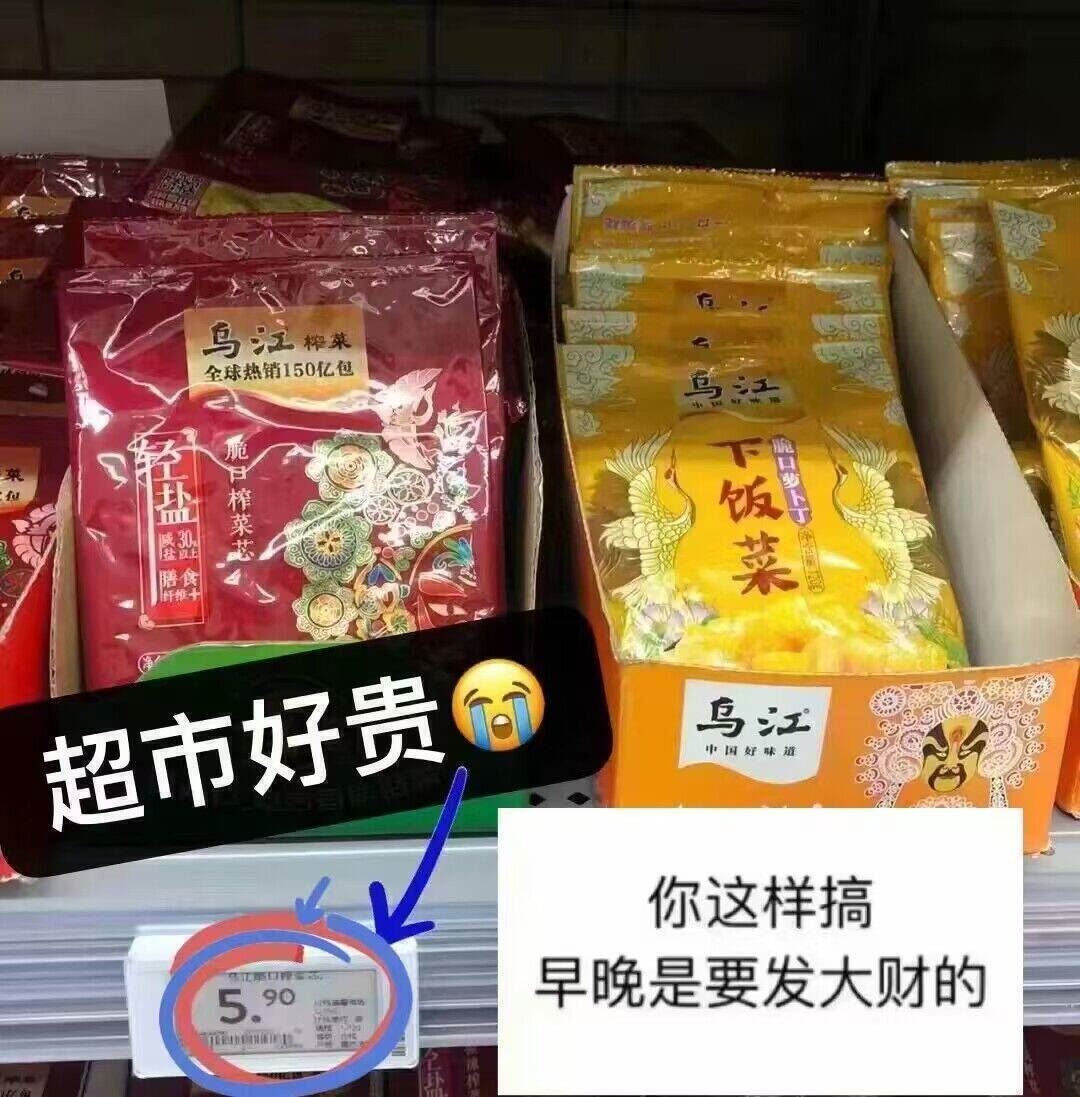 乌江 榨菜
全球热销150亿包
轻盐
减盐30%以上
膳食纤维+
脆口榨菜芯
乌江
乌江
中国好味道
下饭菜
脆口萝卜丁
乌江
中国好味道
超市好贵😭
5.90
你这样搞
早晚是要发大财的